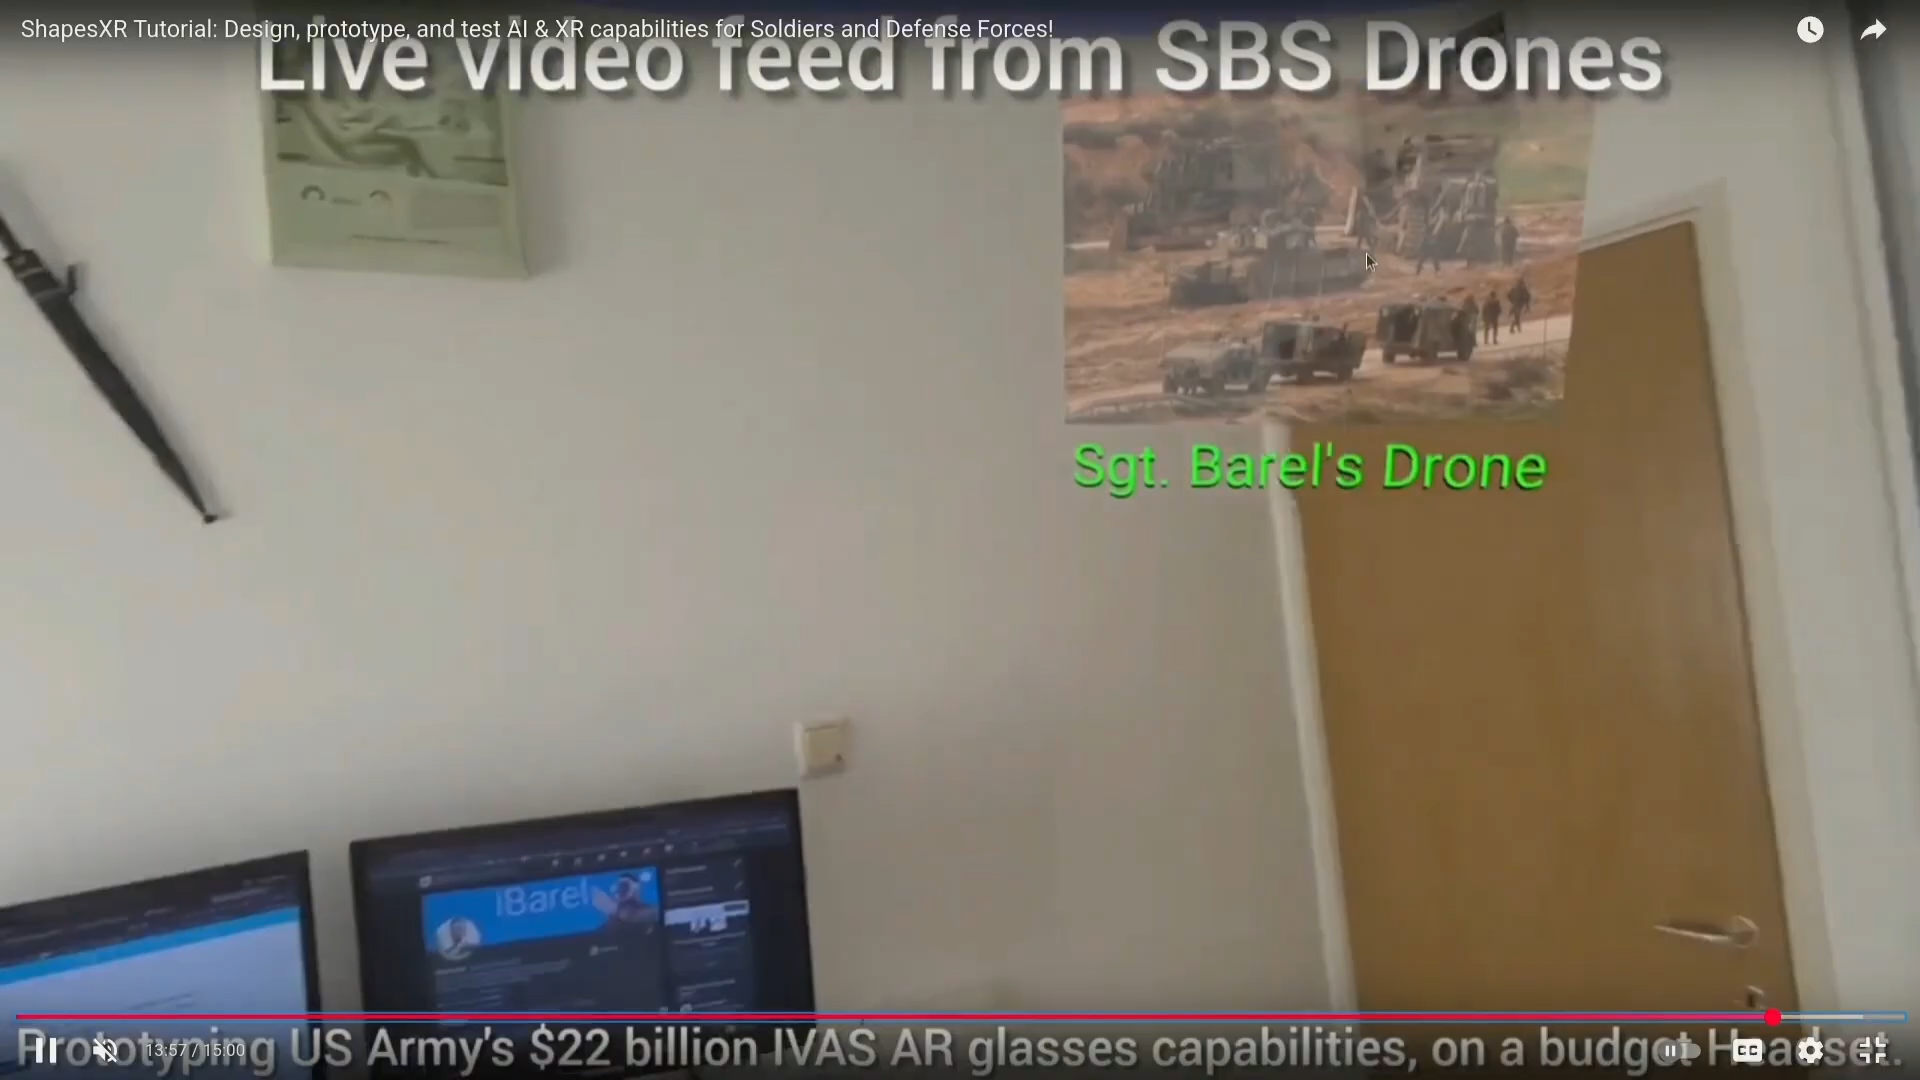 ShapesXR Tutorial: Design, prototype, and test AI & XR capabilities for Soldiers and Defense Forces!
Live video feed from SBS Drones
Sgt. Barel's Drone
iBarel
Prototyping US Army's $22 billion IVAS AR glasses capabilities, on a budget Headset.
13:57 / 15:00
CC